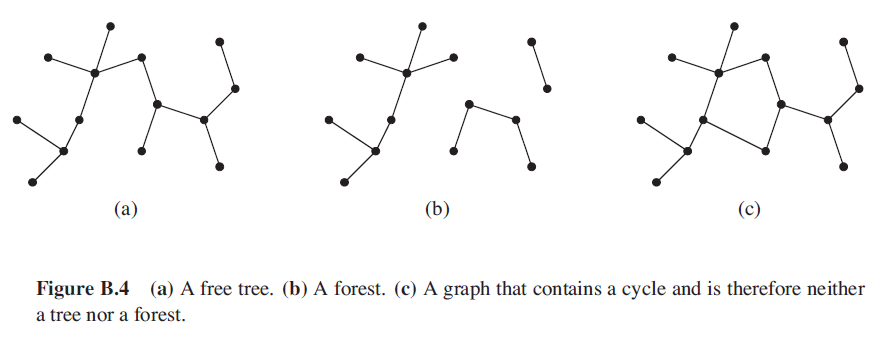 (a) (b) (c)
Figure B.4 (a) A free tree. (b) A forest. (c) A graph that contains a cycle and is therefore neither
a tree nor a forest.